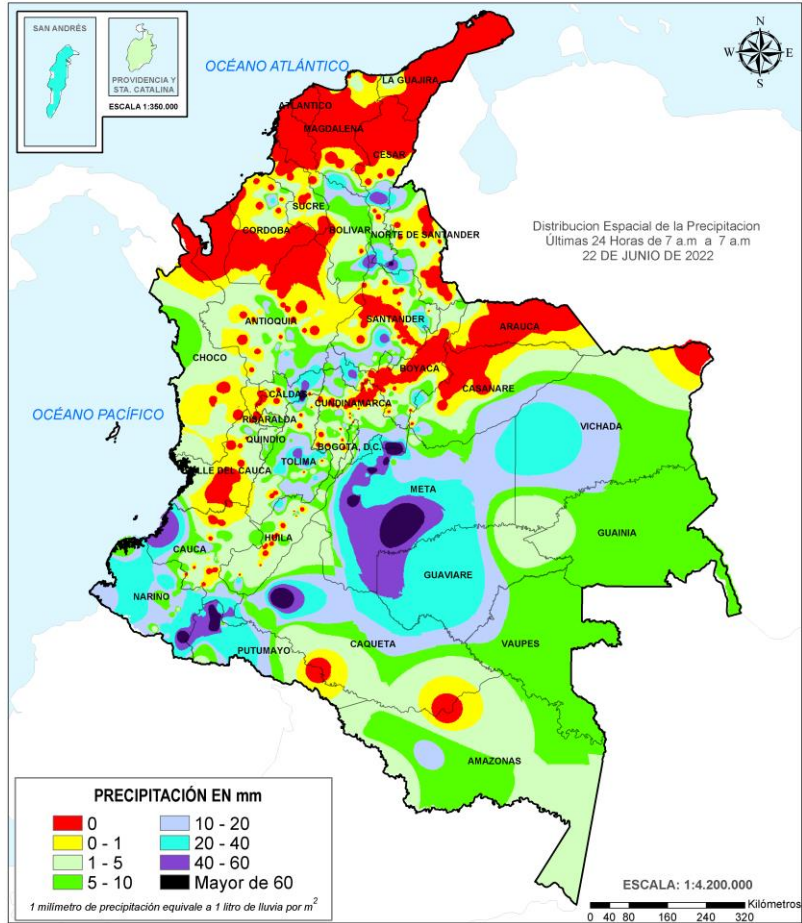 SAN ANDRÉS
PROVIDENCIA Y
STA. CATALINA
ESCALA 1:350.000
OCÉANO ATLÁNTICO
N
W E
S
LA GUAJIRA
ATLANTICO
MAGDALENA
CESAR
SUCRE
CORDOBA
BOLIVAR
NORTE DE SANTANDER
Distribucion Espacial de la Precipitacion
Últimas 24 Horas de 7 a.m a 7 a.m
22 DE JUNIO DE 2022
ANTIOQUIA
SANTANDER
ARAUCA
CHOCO
BOYACA
CASANARE
OCÉANO PACÍFICO
CALDAS
CUNDINAMARCA
RISARALDA
VICHADA
QUINDIO
BOGOTA, D.C.
TOLIMA
VALLE DEL CAUCA
META
GUAINIA
HUILA
CAUCA
GUAVIARE
NARIÑO
PUTUMAYO
CAQUETA
VAUPES
AMAZONAS
PRECIPITACIÓN EN mm
0
10 - 20
0 - 1
20 - 40
1 - 5
40 - 60
5 - 10
Mayor de 60
1 milímetro de precipitación equivale a 1 litro de lluvia por m²
ESCALA: 1:4.200.000
Kilómetros
0 40 80 160 240 320